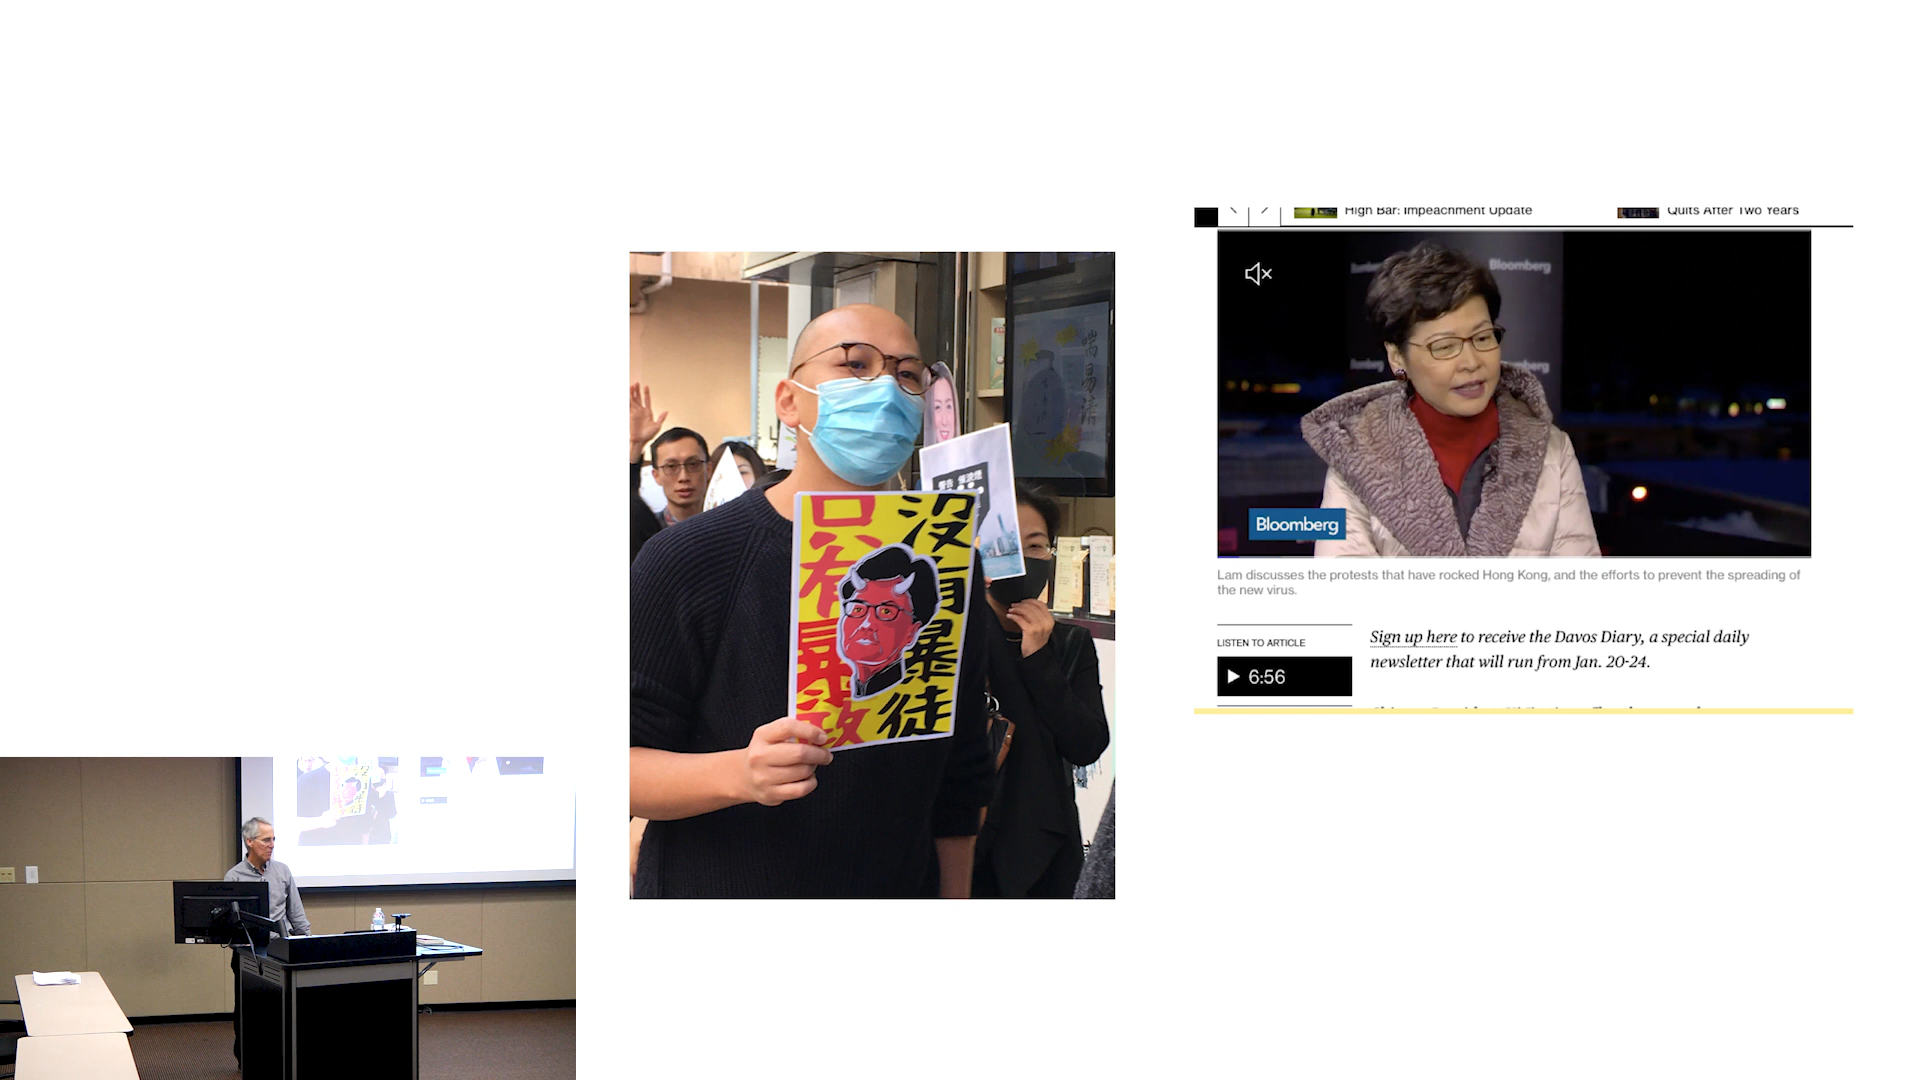 沒有暴徒
只有暴政
High Bar: Impeachment Update
Quits After Two Years
Bloomberg
Bloomberg
Lam discusses the protests that have rocked Hong Kong, and the efforts to prevent the spreading of
the new virus.
LISTEN TO ARTICLE
6:56
Sign up here to receive the Davos Diary, a special daily
newsletter that will run from Jan. 20-24.